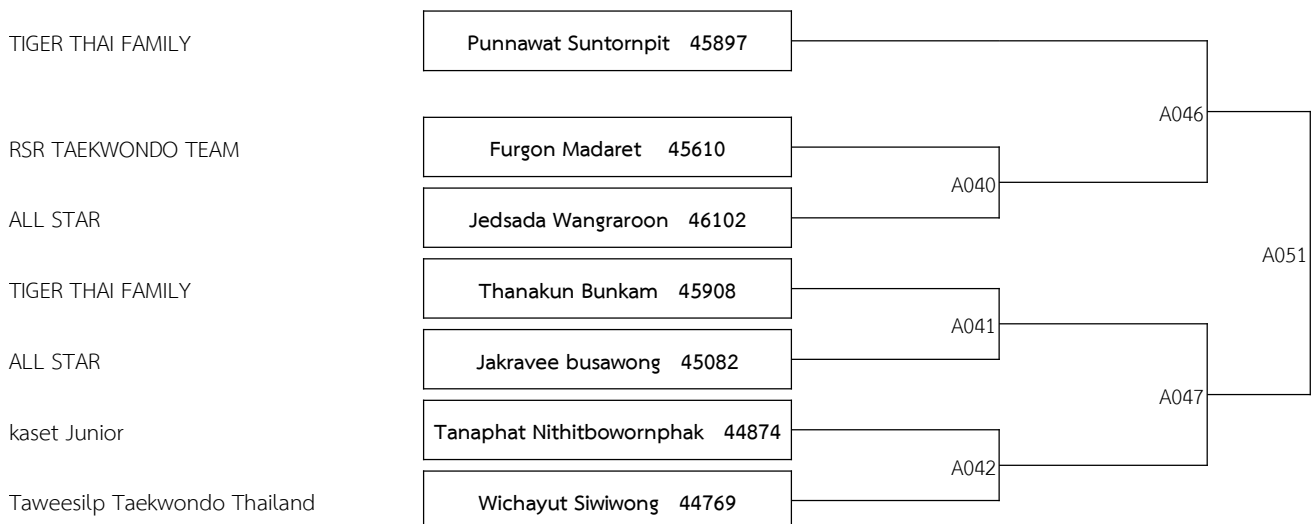 TIGER THAI FAMILY Punnawat Suntornpit 45897
A046
RSR TAEKWONDO TEAM Furgon Madaret 45610
A040
ALL STAR Jedsada Wangraroon 46102
A051
TIGER THAI FAMILY Thanakun Bunkam 45908
A041
ALL STAR Jakravee busawong 45082
A047
kaset Junior Tanaphat Nithitbowornphak 44874
A042
Taweesilp Taekwondo Thailand Wichayut Siwiwong 44769